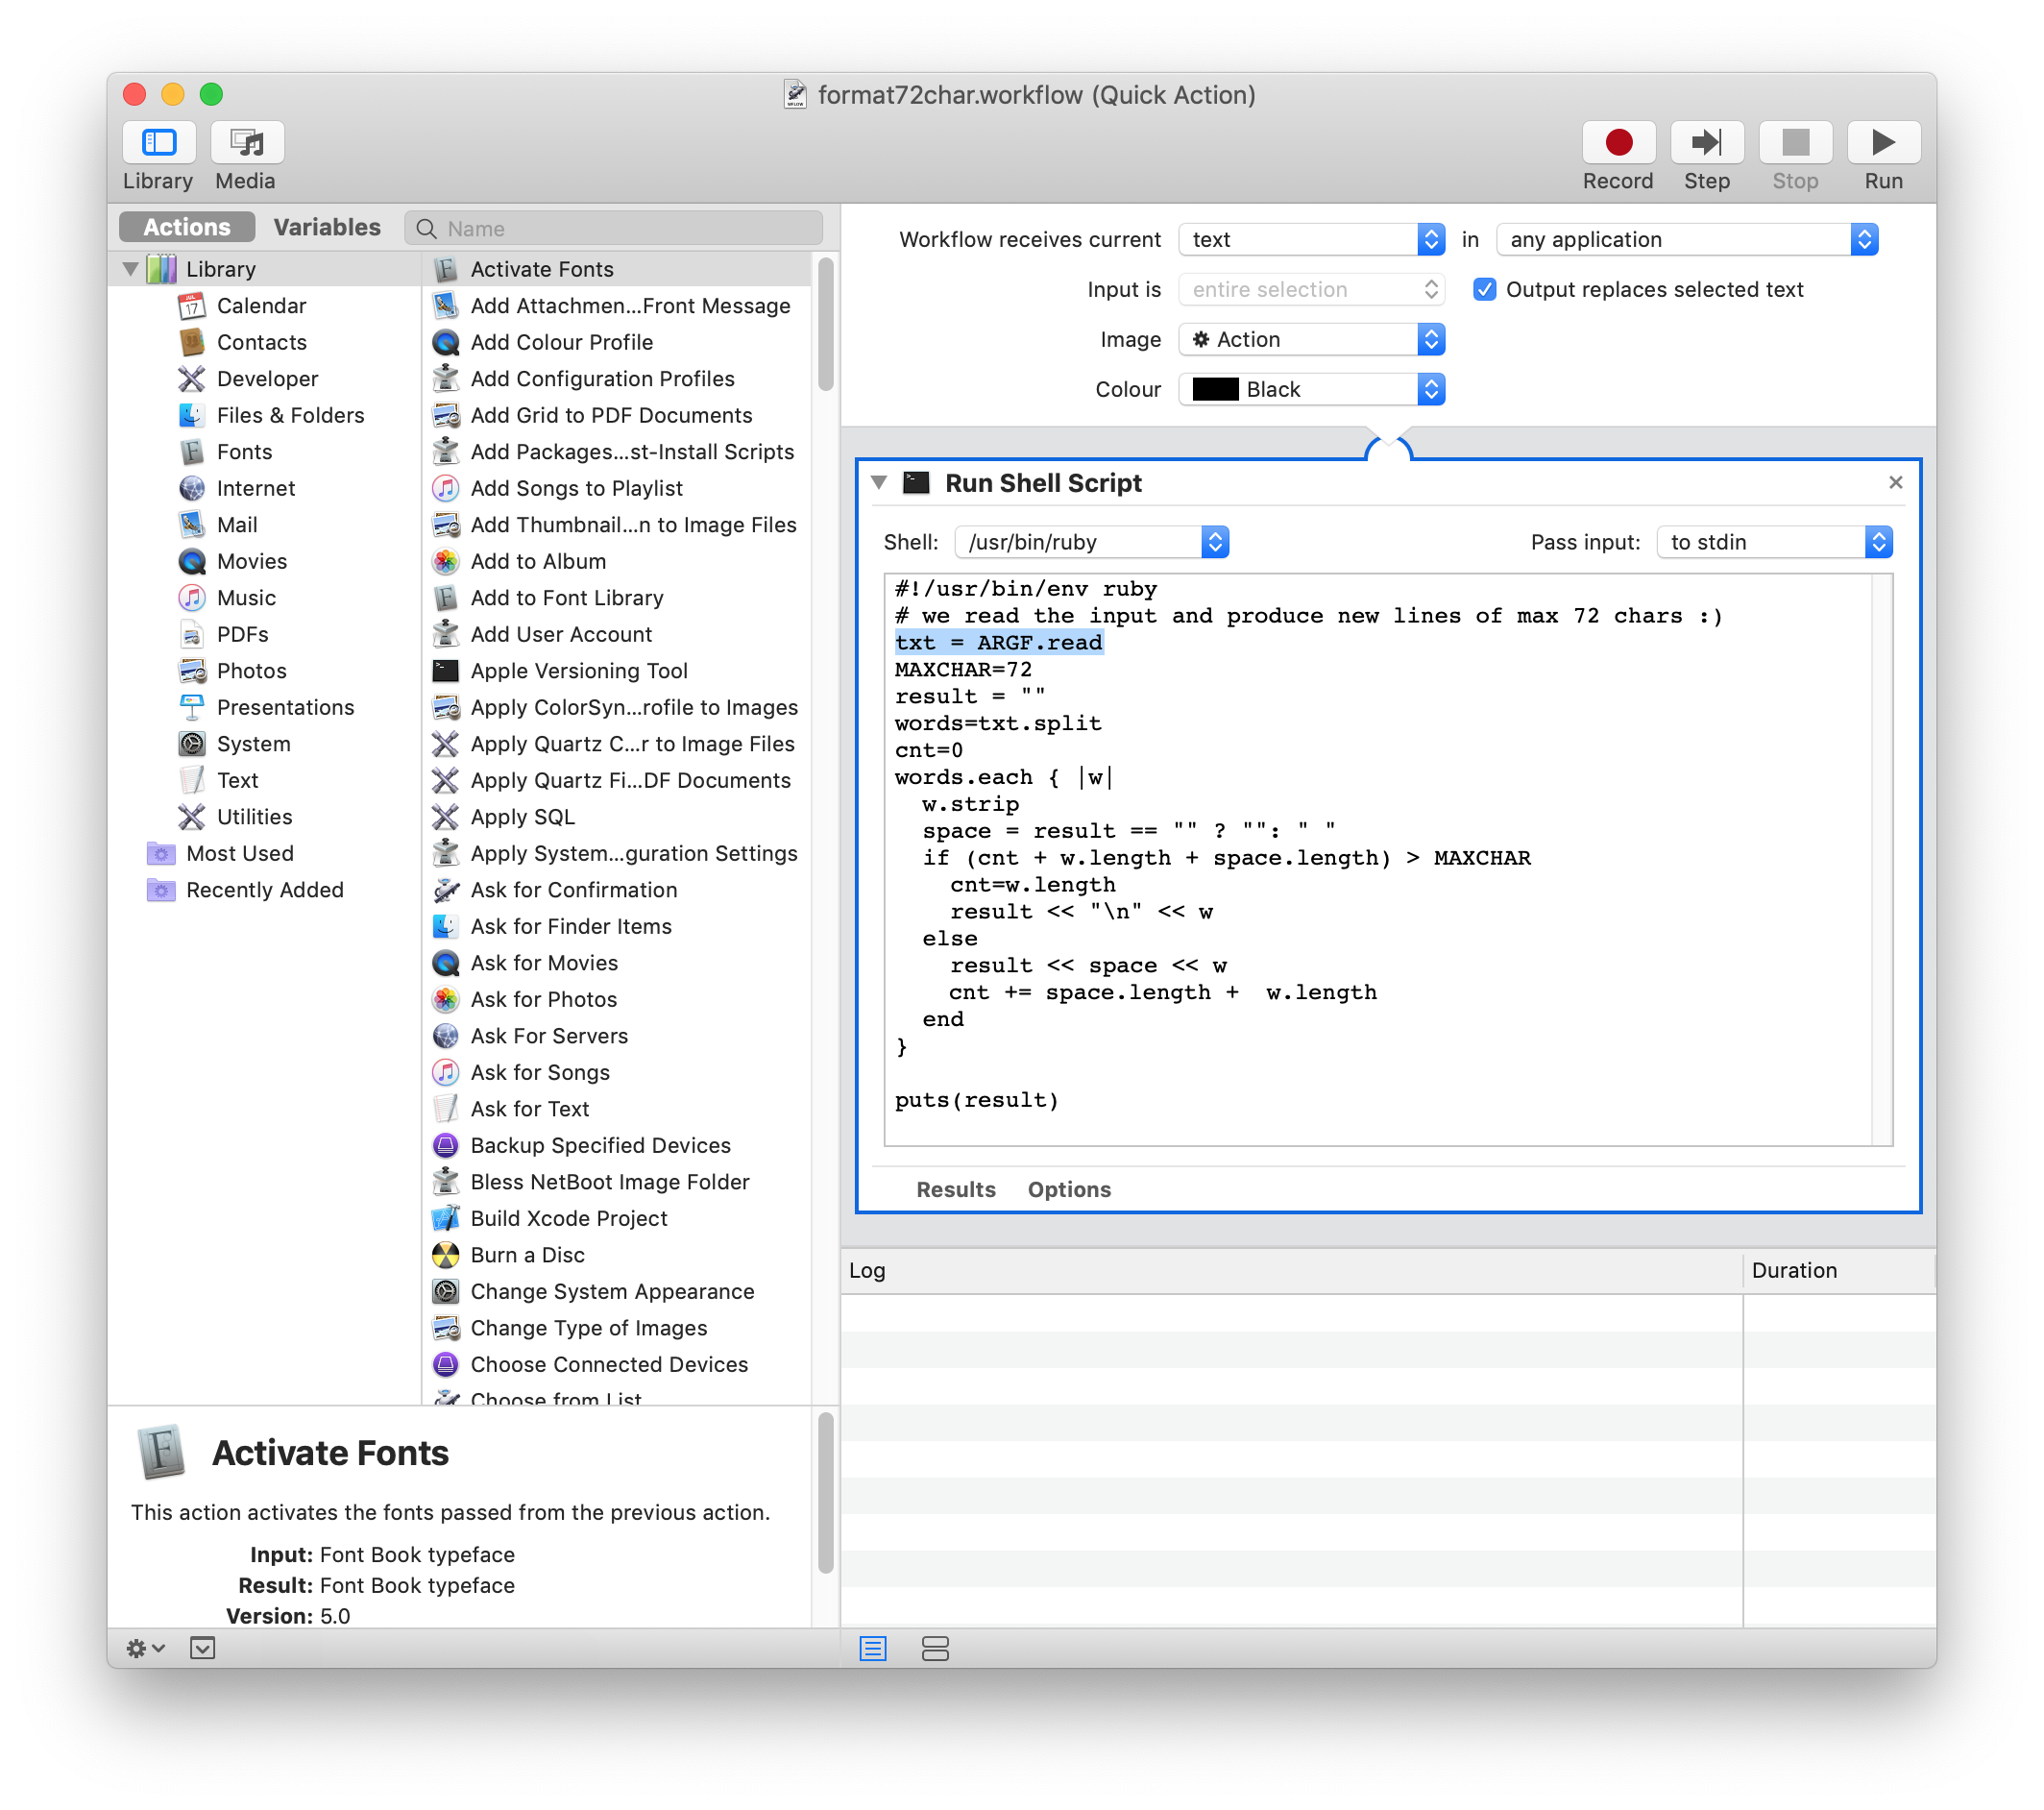 format72char.workflow (Quick Action)
Library
Media
Record
Step
Stop
Run
Actions
Variables
Name
Library
Calendar
Contacts
Developer
Files & Folders
Fonts
Internet
Mail
Movies
Music
PDFs
Photos
Presentations
System
Text
Utilities
Most Used
Recently Added
Activate Fonts
Add Attachmen...Front Message
Add Colour Profile
Add Configuration Profiles
Add Grid to PDF Documents
Add Packages...st-Install Scripts
Add Songs to Playlist
Add Thumbnail...n to Image Files
Add to Album
Add to Font Library
Add User Account
Apple Versioning Tool
Apply ColorSyn...rofile to Images
Apply Quartz C...r to Image Files
Apply Quartz Fi...DF Documents
Apply SQL
Apply System...guration Settings
Ask for Confirmation
Ask for Finder Items
Ask for Movies
Ask for Photos
Ask For Servers
Ask for Songs
Ask for Text
Backup Specified Devices
Bless NetBoot Image Folder
Build Xcode Project
Burn a Disc
Change System Appearance
Change Type of Images
Choose Connected Devices
Choose from List
Activate Fonts
This action activates the fonts passed from the previous action.
Input: Font Book typeface
Result: Font Book typeface
Version: 5.0
Workflow receives current text in any application
Input is entire selection Output replaces selected text
Image Action
Colour Black
Run Shell Script
Shell: /usr/bin/ruby Pass input: to stdin
#!/usr/bin/env ruby
# we read the input and produce new lines of max 72 chars :)
txt = ARGF.read
MAXCHAR=72
result = ""
words=txt.split
cnt=0
words.each { |w|
  w.strip
  space = result == "" ? "": " "
  if (cnt + w.length + space.length) > MAXCHAR
    cnt=w.length
    result << "\n" << w
  else
    result << space << w
    cnt += space.length +  w.length
  end
}
puts(result)
Results Options
Log Duration